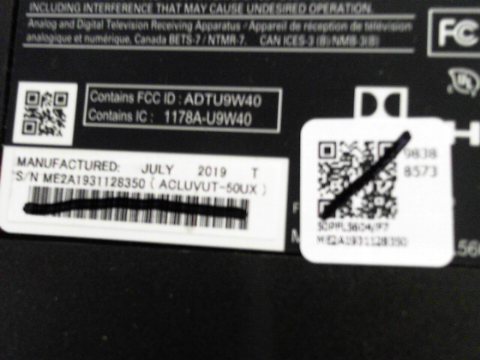 INCLUDING INTERFERENCE THAT MAY CAUSE UNDESIRED OPERATION.
Analog and Digital Television Receiving Apparatus / Appareil de réception de télévision
analogique et numérique, Canada BETS-7 / NTMR-7. CAN ICES-3 (B)/NMB-3(B)
FC
Contains FCC ID : ADTU9W40
Contains IC : 1178A-U9W40
MANUFACTURED: JULY 2019 T
S/N ME2A1931128350 ( ACLUVUT-50UX )
9838
8573
50PFL5604/F7
ME2A1931128350